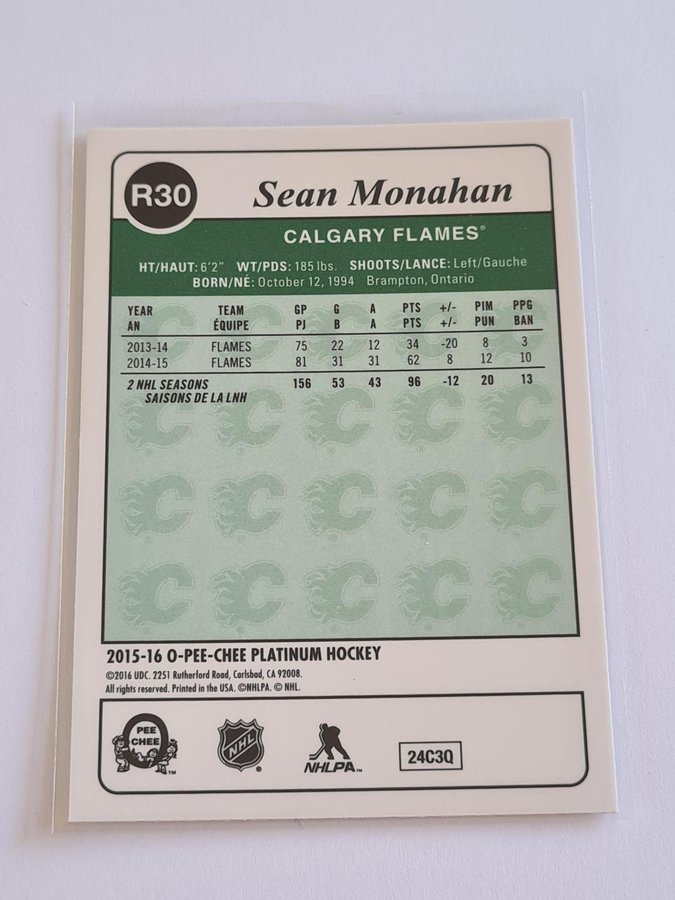 R30
Sean Monahan
CALGARY FLAMES®
HT/HAUT: 6'2" WT/PDS: 185 lbs. SHOOTS/LANCE: Left/Gauche
BORN/NÉ: October 12, 1994 Brampton, Ontario
YEAR TEAM GP G A PTS +/- PIM PPG
AN ÉQUIPE PJ B A PTS +/- PUN BAN
2013-14 FLAMES 75 22 12 34 -20 8 3
2014-15 FLAMES 81 31 31 62 8 12 10
2 NHL SEASONS 156 53 43 96 -12 20 13
SAISONS DE LA LNH
2015-16 O-PEE-CHEE PLATINUM HOCKEY
©2016 UDC. 2251 Rutherford Road, Carlsbad, CA 92008.
All rights reserved. Printed in the USA. ©NHLPA. © NHL.
PEE
CHEE
TM
NHL
®
NHLPA™
24C3Q